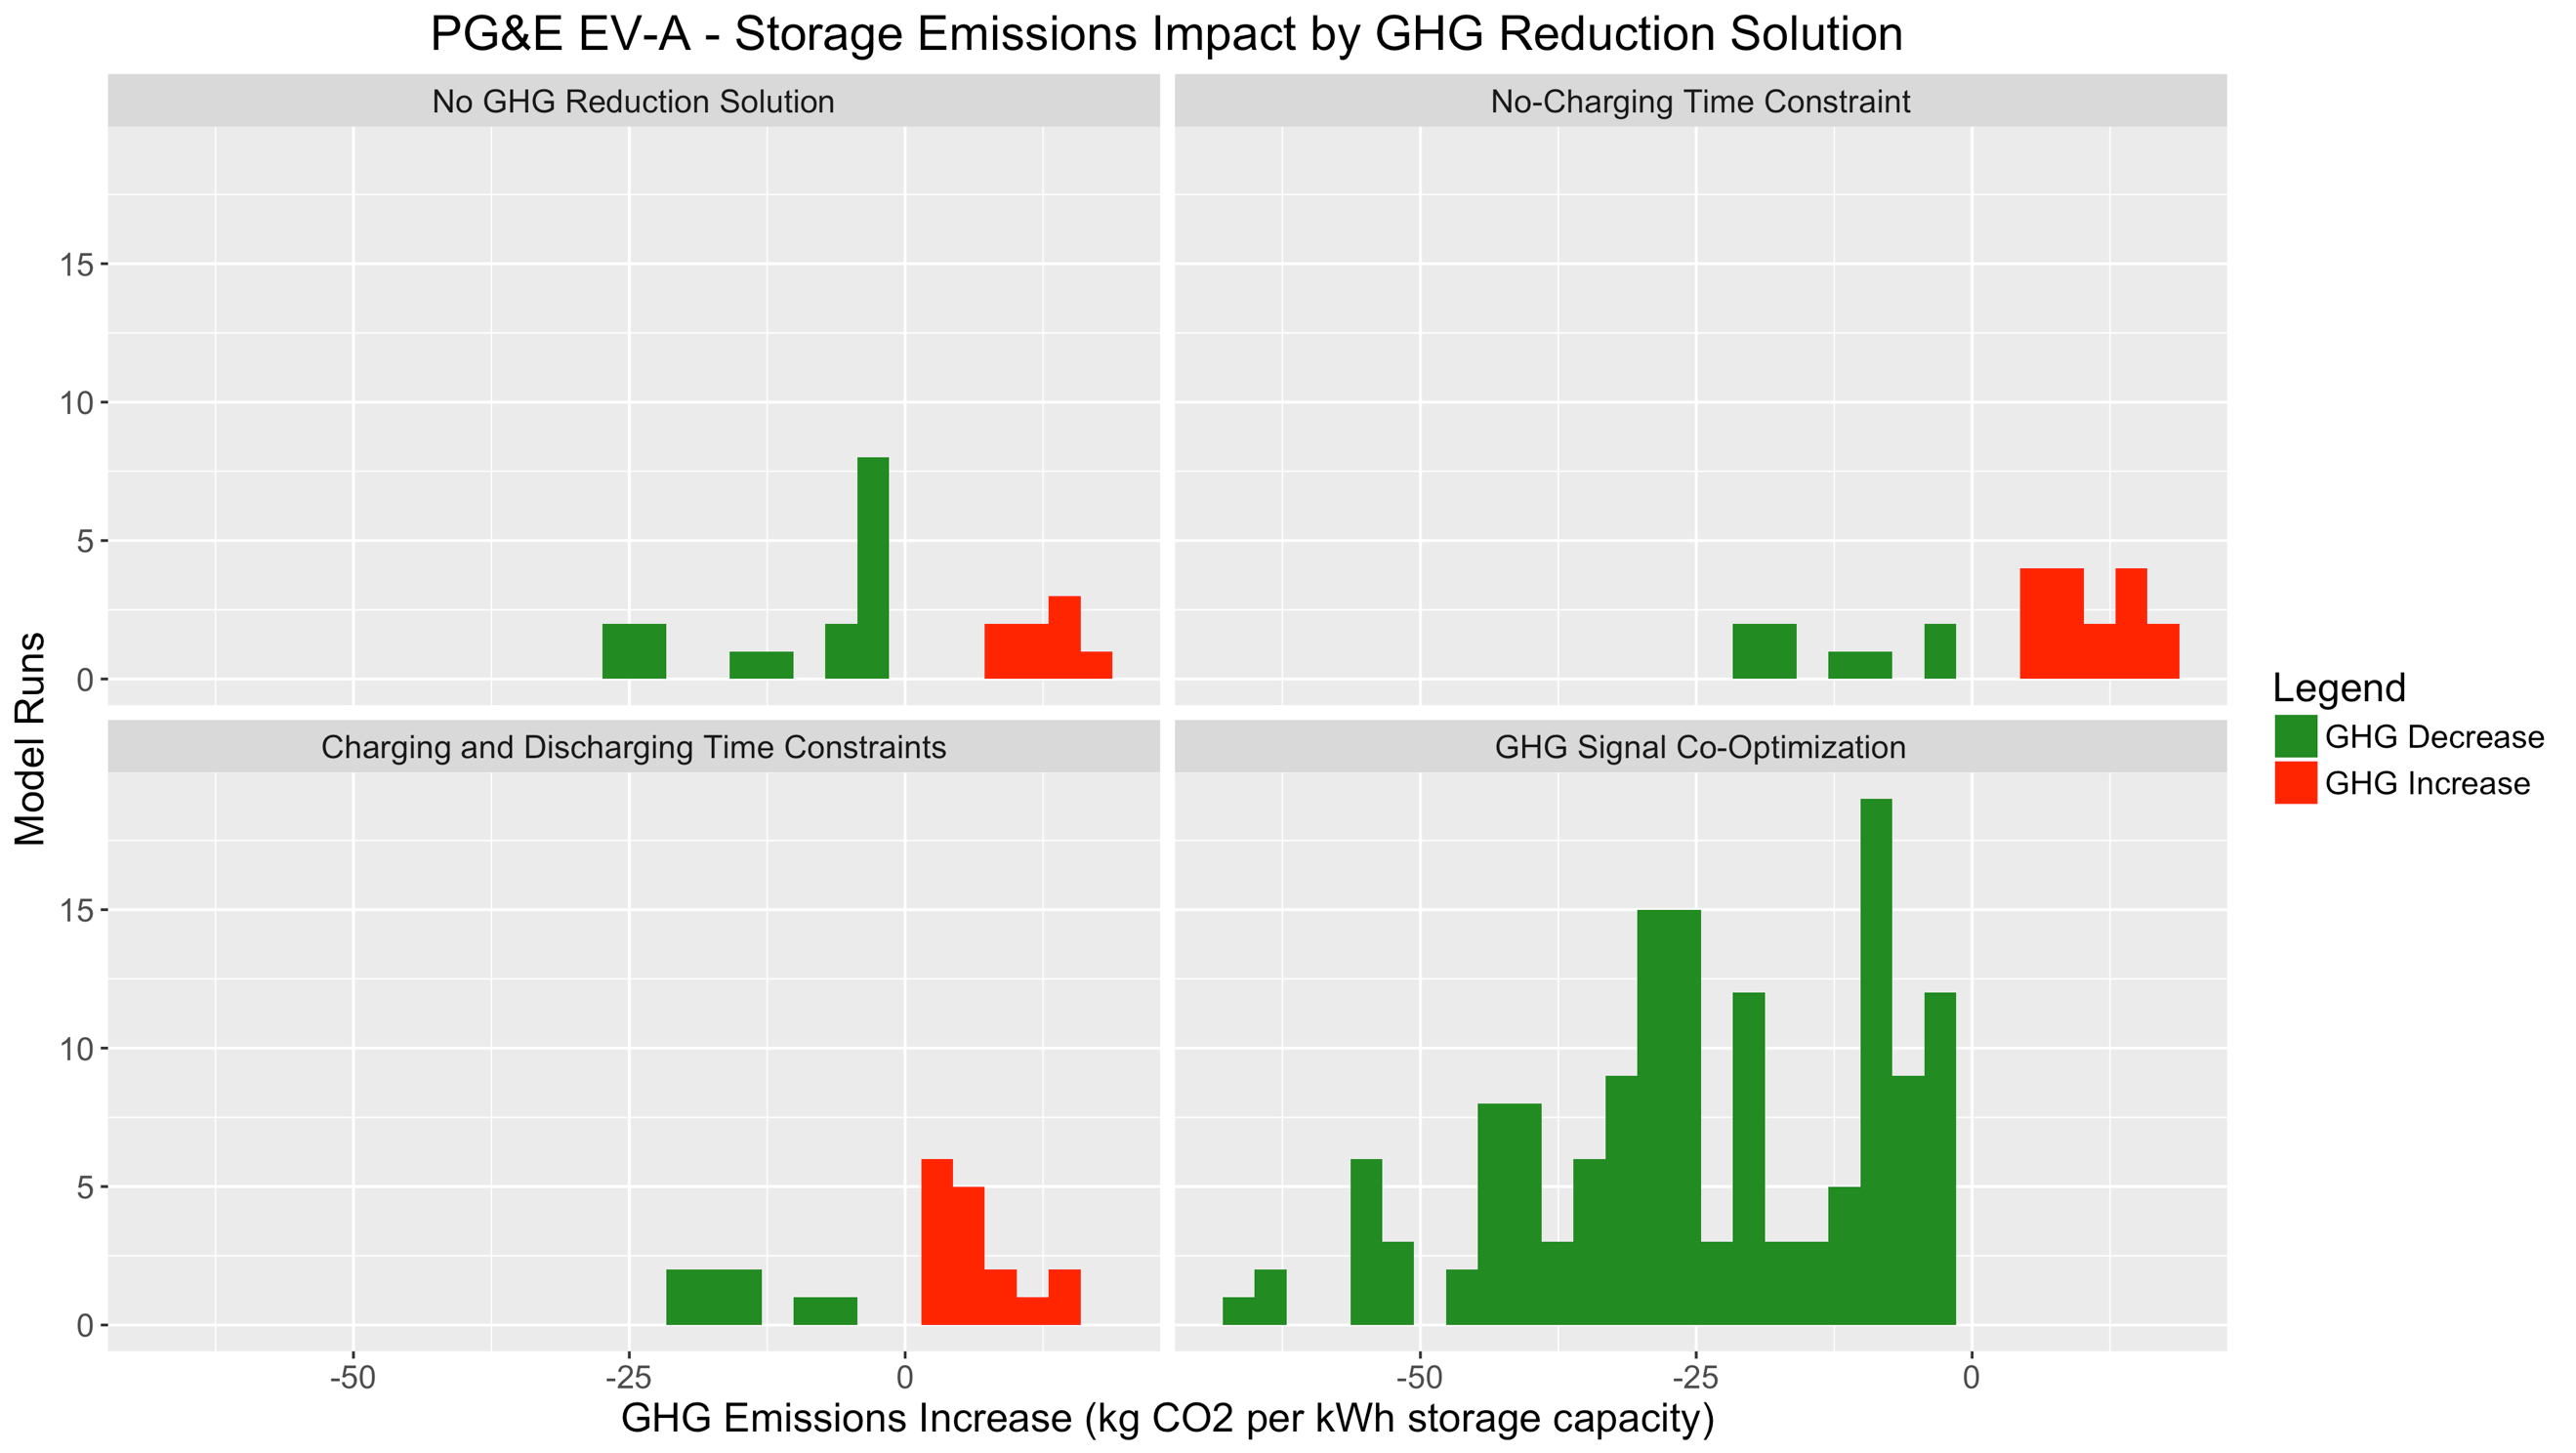 PG&E EV-A - Storage Emissions Impact by GHG Reduction Solution
No GHG Reduction Solution
No-Charging Time Constraint
15
10
5
0
Charging and Discharging Time Constraints
GHG Signal Co-Optimization
15
10
5
0
-50
-25
0
-50
-25
0
Model Runs
GHG Emissions Increase (kg CO2 per kWh storage capacity)
Legend
GHG Decrease
GHG Increase